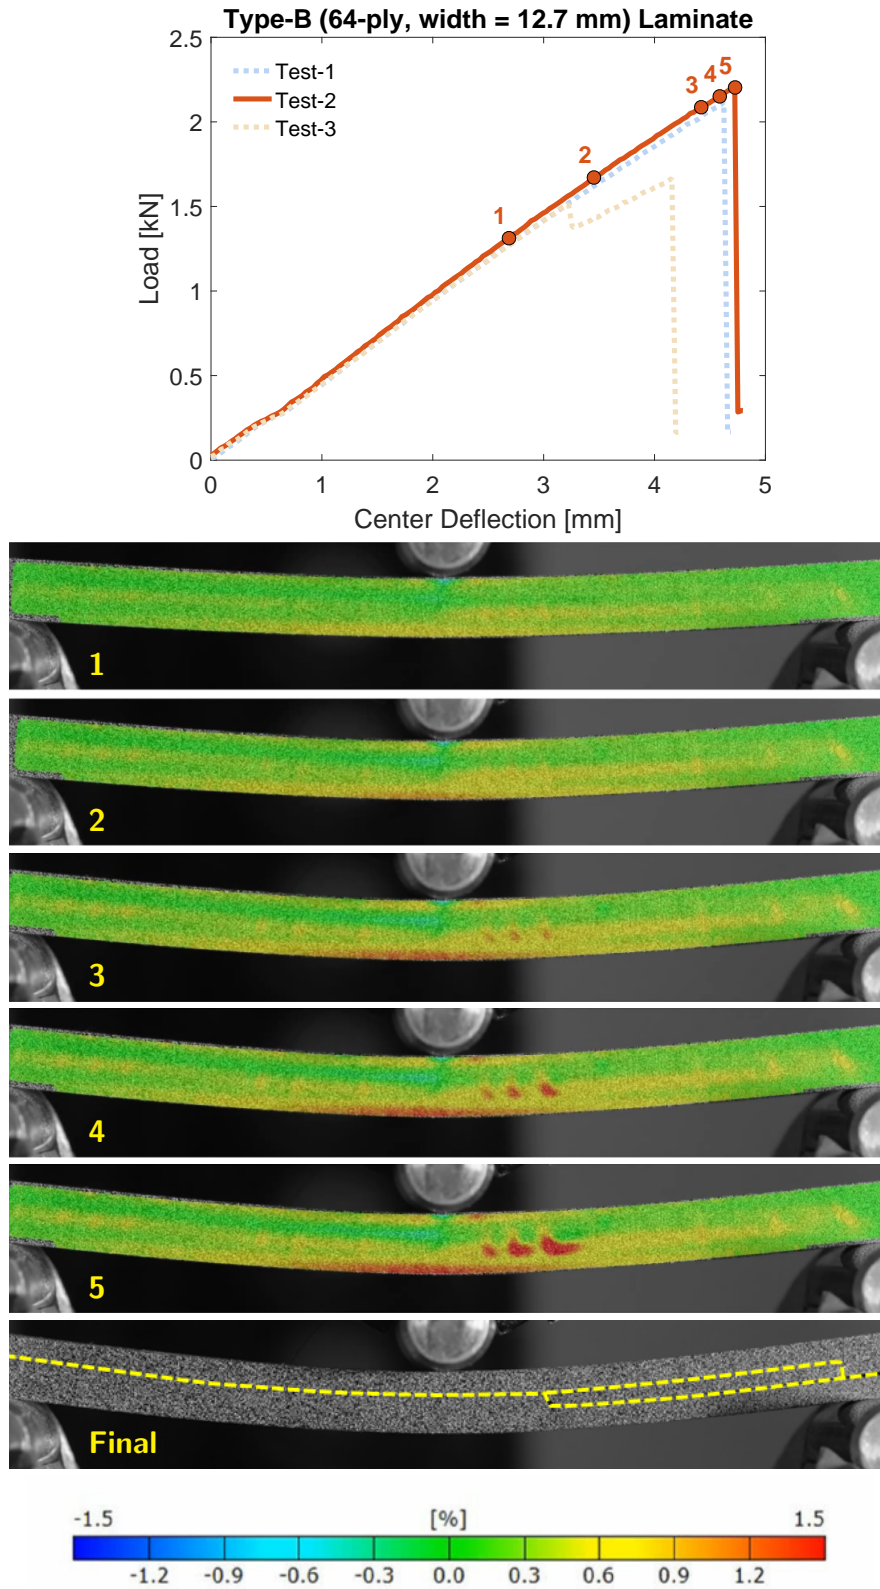 Type-B (64-ply, width = 12.7 mm) Laminate
2.5
2
1.5
1
0.5
0
Load [kN]
Test-1
Test-2
Test-3
1
2
3
4
5
0 1 2 3 4 5
Center Deflection [mm]
1
2
3
4
5
Final
-1.5 [%] 1.5
-1.2 -0.9 -0.6 -0.3 0.0 0.3 0.6 0.9 1.2